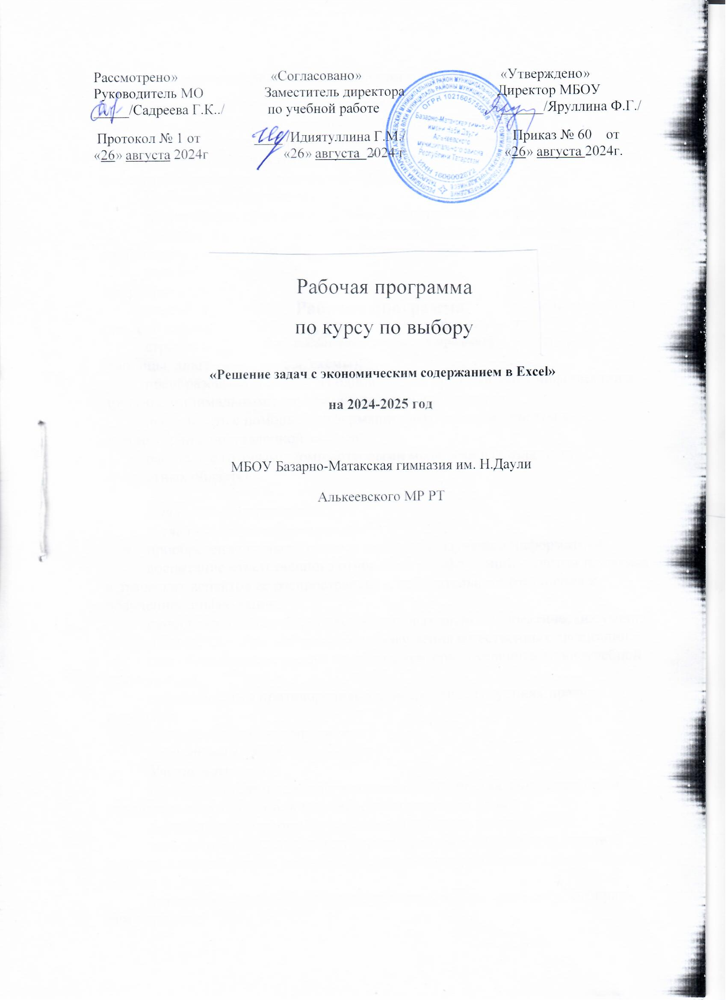 Рассмотрено»
Руководитель МО
_____/Садреева Г.К../
Протокол № 1 от
«26» августа 2024г
«Согласовано»
Заместитель директора
по учебной работе
____/Идиятуллина Г.М./
«26» августа_2024 г
«Утверждено»
Директор МБОУ
______/Яруллина Ф.Г./
Приказ № 60 от
«26» августа 2024г.
ОГРН 1021605755568
Базарно-Матакская гимназия
имени Наби Даули
Алькеевского
муниципального района
Республики Татарстан
ИНН 1606002872
Рабочая программа
по курсу по выбору
«Решение задач с экономическим содержанием в Excel»
на 2024-2025 год
МБОУ Базарно-Матакская гимназия им. Н.Даули
Алькеевского МР РТ